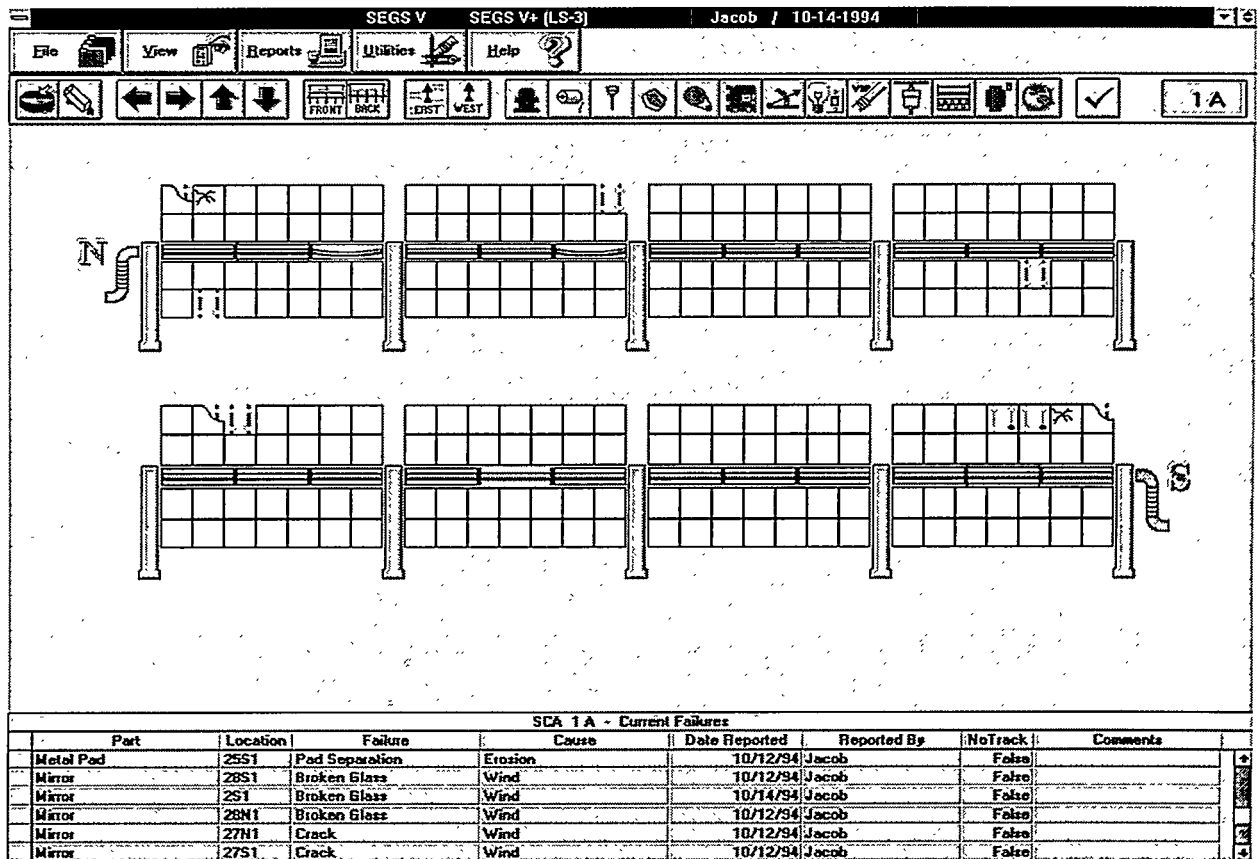 SEGS V SEGS V+ (LS-3) Jacob / 10-14-1994
File View Reports Utilities Help
FRONT BACK EAST WEST VIP 1 A
N
S
SCA 1 A - Current Failures
Part Location Failure Cause Date Reported Reported By NoTrack Comments
Metal Pad 25S1 Pad Separation Erosion 10/12/94 Jacob False
Mirror 28S1 Broken Glass Wind 10/12/94 Jacob False
Mirror 2S1 Broken Glass Wind 10/14/94 Jacob False
Mirror 28N1 Broken Glass Wind 10/12/94 Jacob False
Mirror 27N1 Crack Wind 10/12/94 Jacob False
Mirror 27S1 Crack Wind 10/12/94 Jacob False